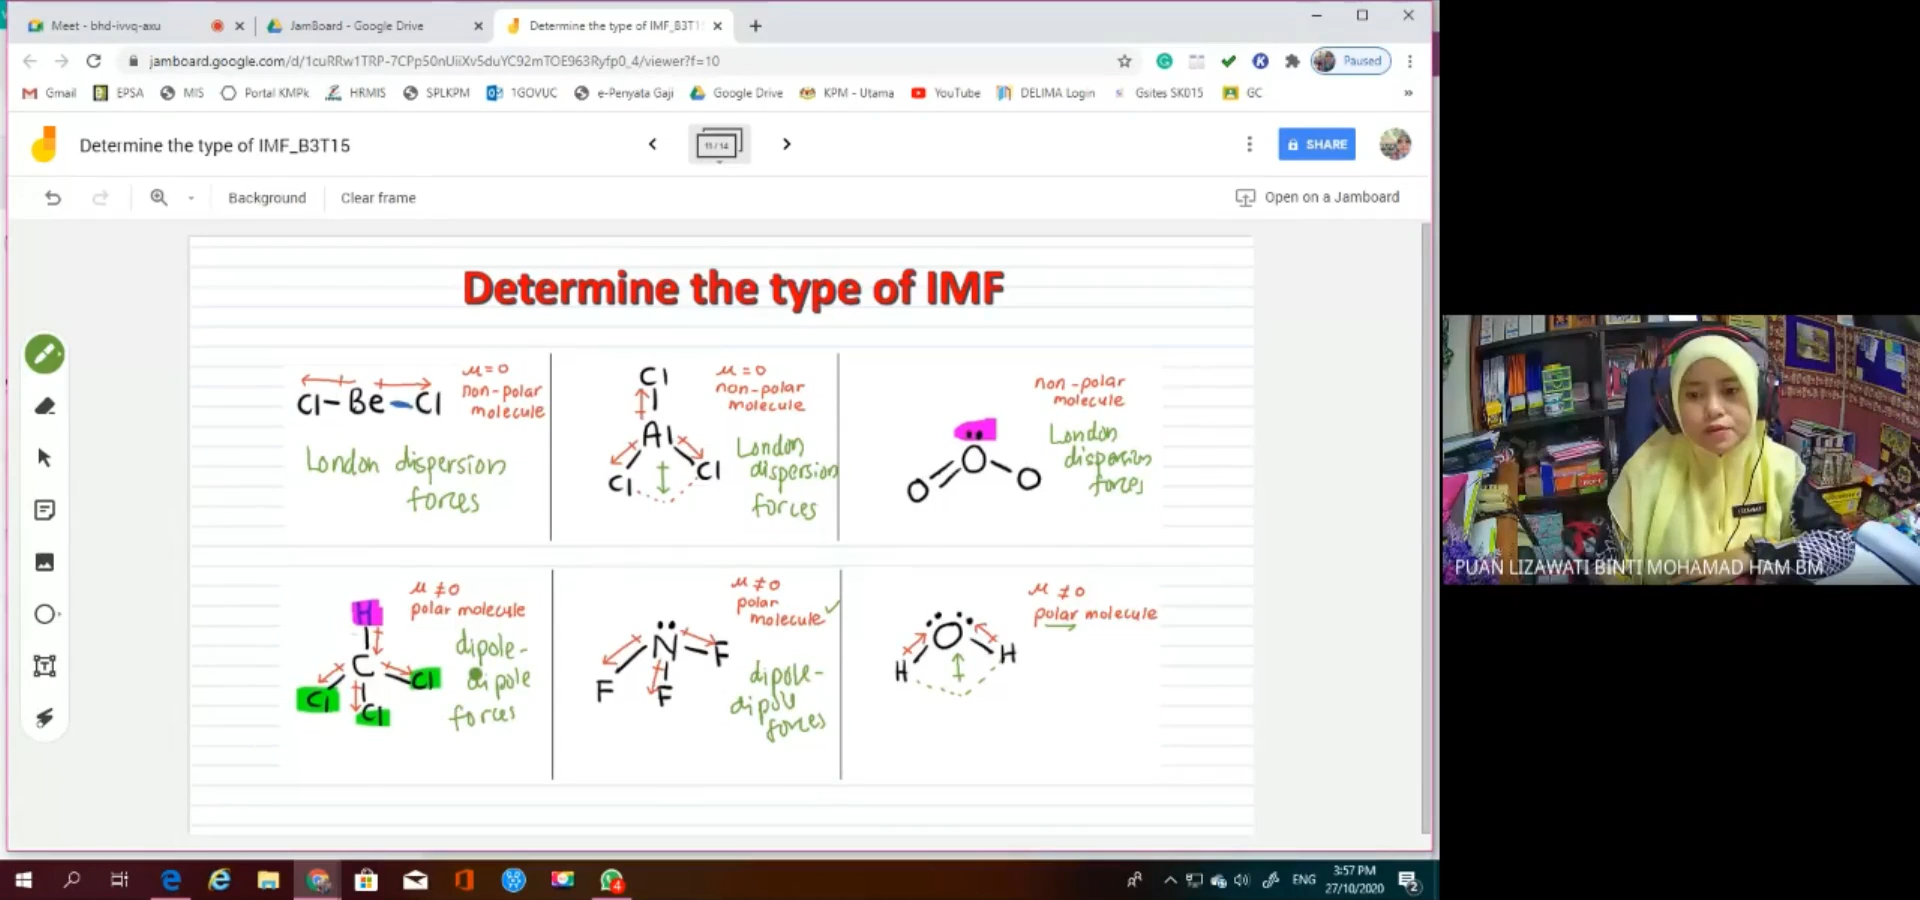 Meet - bhd-ivvq-axu
JamBoard - Google Drive
Determine the type of IMF_B3T1
jamboard.google.com/d/1cuRRw1TRP-7CPp50nUiiXv5duYC92mTOE963Ryfp0_4/viewer?f=10
Paused
Gmail EPSA MIS Portal KMPk HRMIS SPLKPM 1GOVUC e-Penyata Gaji Google Drive KPM - Utama YouTube DELIMA Login Gsites SK015 GC »
Determine the type of IMF_B3T15
11 / 14
SHARE
Background
Clear frame
Open on a Jamboard
Determine the type of IMF
Cl-Be-Cl
μ=0
non-polar
molecule
London dispersion
forces
Cl
Al
Cl
Cl
μ=0
non-polar
molecule
London
dispersion
forces
O
O
O
non-polar
molecule
London
dispersion
forces
H
C
Cl
Cl
Cl
μ≠0
polar molecule
dipole-
dipole
forces
N
F
F
F
μ≠0
polar
molecule
dipole-
dipole
forces
O
H
H
μ≠0
polar molecule
PUAN LIZAWATI BINTI MOHAMAD HAM BM
4
ENG
3:57 PM
27/10/2020
2